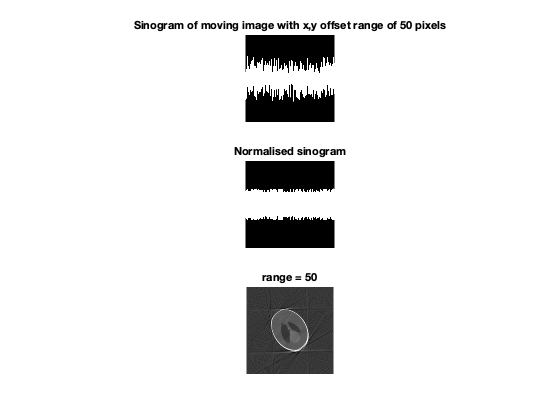 Sinogram of moving image with x,y offset range of 50 pixels
Normalised sinogram
range = 50